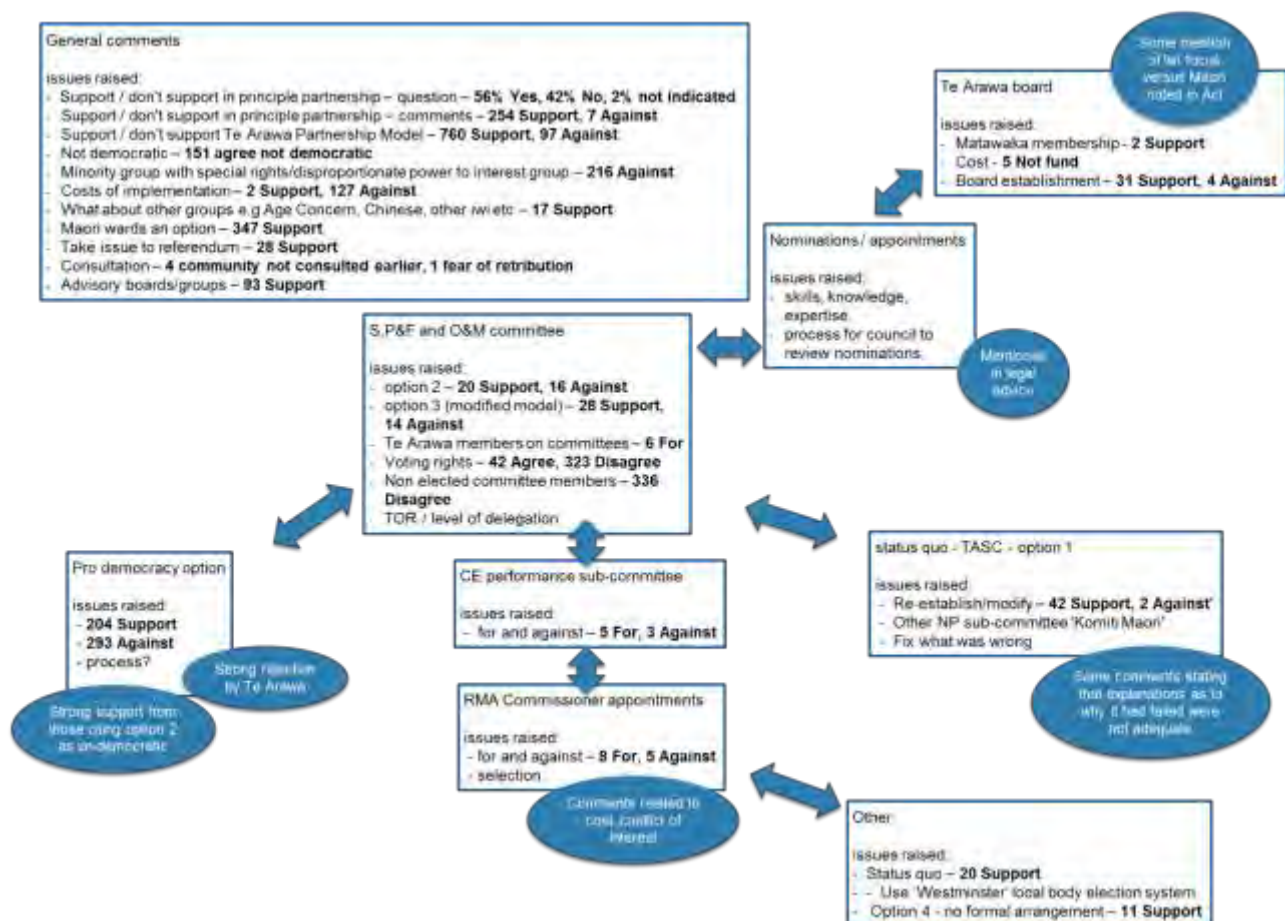 General comments
issues raised:
- Support / don't support in principle partnership – question – 56% Yes, 42% No, 2% not indicated
- Support / don't support in principle partnership – comments – 254 Support, 7 Against
- Support / don't support Te Arawa Partnership Model – 760 Support, 97 Against
- Not democratic – 151 agree not democratic
- Minority group with special rights/disproportionate power to interest group – 216 Against
- Costs of implementation – 2 Support, 127 Against
- What about other groups e.g Age Concern, Chinese, other iwi etc – 17 Support
- Maori wards an option – 347 Support
- Take issue to referendum – 28 Support
- Consultation – 4 community not consulted earlier, 1 fear of retribution
- Advisory boards/groups – 93 Support
Some mention
of iwi focus
versus Maori
noted in Act
Te Arawa board
issues raised:
- Matawaka membership - 2 Support
- Cost - 5 Not fund
- Board establishment – 31 Support, 4 Against
Nominations / appointments
issues raised:
- skills, knowledge,
expertise
- process for council to
review nominations
Mentioned
in legal
advice
S,P&F and O&M committee
issues raised:
- option 2 – 20 Support, 16 Against
- option 3 (modified model) – 28 Support,
14 Against
- Te Arawa members on committees – 6 For
- Voting rights – 42 Agree, 323 Disagree
- Non elected committee members – 336
Disagree
- TOR / level of delegation
Pro democracy option
issues raised:
- 204 Support
- 293 Against
- process?
Strong rejection
by Te Arawa
Strong support from
those citing option 2
as un-democratic
CE performance sub-committee
issues raised:
- for and against – 5 For, 3 Against
RMA Commissioner appointments
issues raised:
- for and against – 8 For, 5 Against
- selection
Comments related to
- cost, conflict of
interest
status quo - TASC - option 1
issues raised:
- Re-establish/modify – 42 Support, 2 Against
- Other NP sub-committee 'Komiti Maori'
- Fix what was wrong
Some comments stating
that explanations as to
why it had failed were
not adequate
Other
issues raised:
- Status quo – 20 Support
- - Use 'Westminster' local body election system
- Option 4 - no formal arrangement – 11 Support